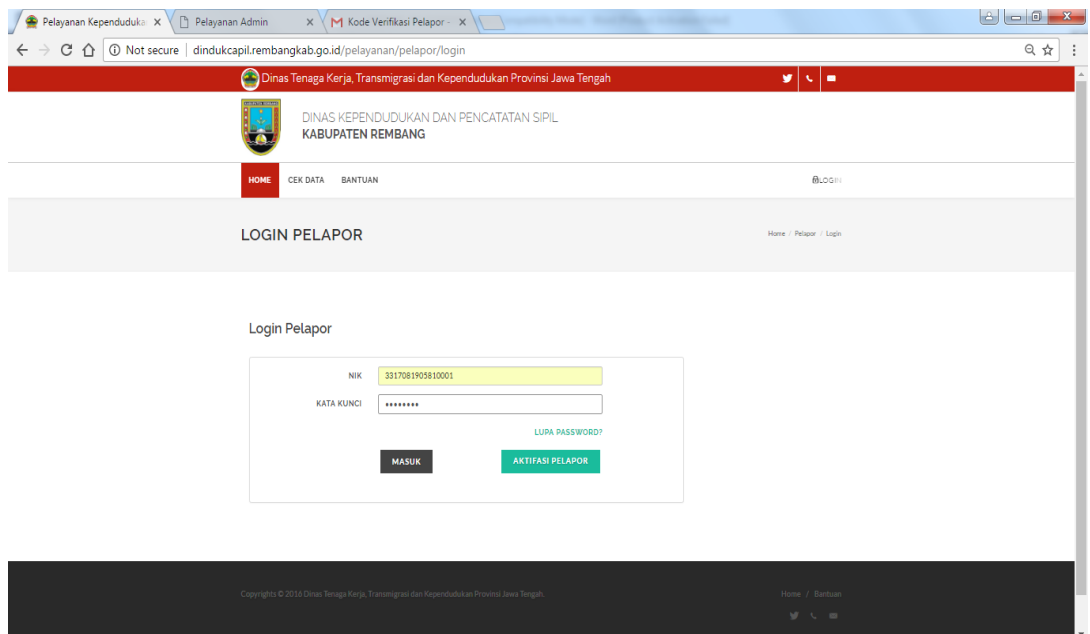 Pelayanan Kependuduka
Pelayanan Admin
Kode Verifikasi Pelapor -
Not secure | dindukcapil.rembangkab.go.id/pelayanan/pelapor/login
Dinas Tenaga Kerja, Transmigrasi dan Kependudukan Provinsi Jawa Tengah
DINAS KEPENDUDUKAN DAN PENCATATAN SIPIL
KABUPATEN REMBANG
HOME CEK DATA BANTUAN LOGIN
LOGIN PELAPOR Home / Pelapor / Login
Login Pelapor
NIK 3317081905810001
KATA KUNCI ••••••••
LUPA PASSWORD?
MASUK AKTIFASI PELAPOR
Copyrights © 2016 Dinas Tenaga Kerja, Transmigrasi dan Kependudukan Provinsi Jawa Tengah. Home / Bantuan